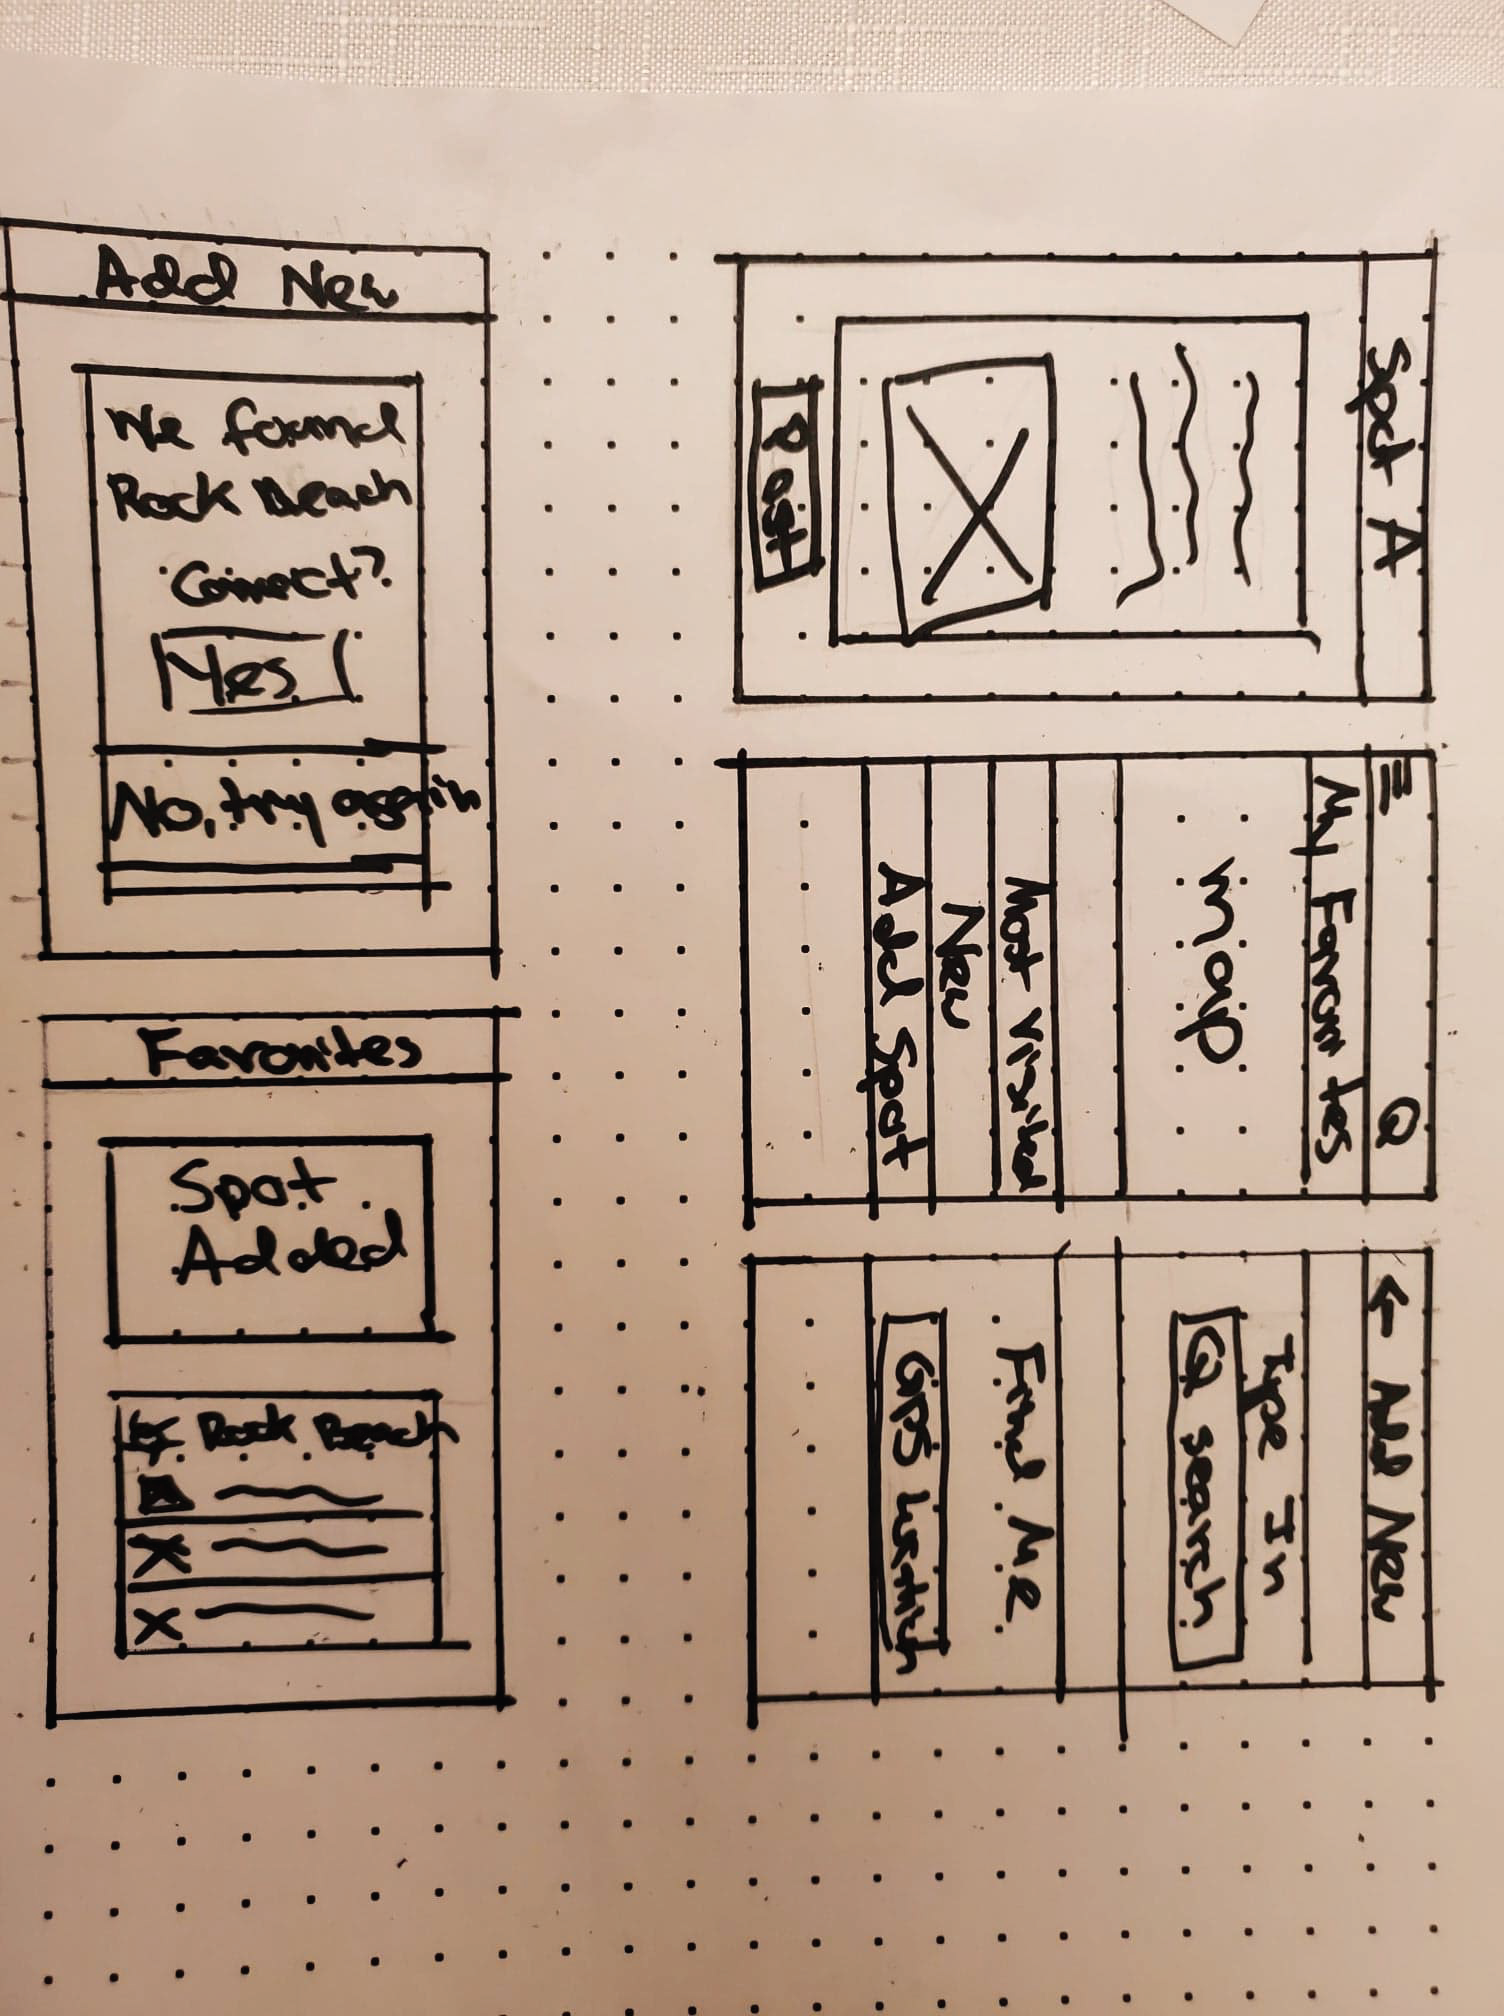 Add New
We found
Rock Beach
Correct?
Yes
No, try again
Favorites
Spot
Added
Rock Beach
Spot A
Post
My Favorites
map
Most Visited
New
Add Spot
← Add New
Type In
search
Find Me
GPS